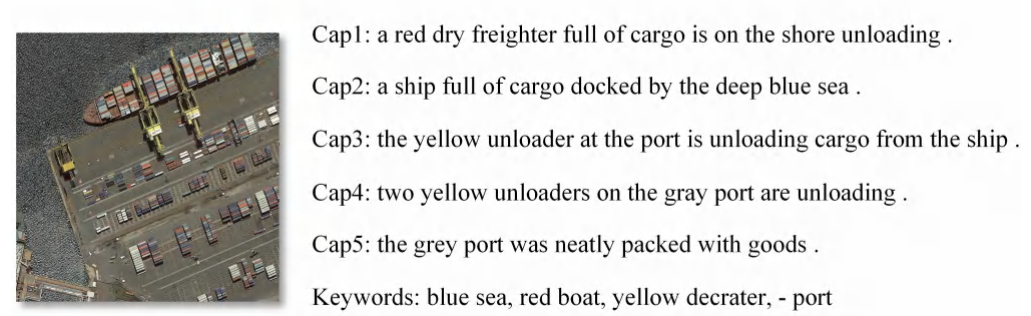 Cap1: a red dry freighter full of cargo is on the shore unloading .
Cap2: a ship full of cargo docked by the deep blue sea .
Cap3: the yellow unloader at the port is unloading cargo from the ship .
Cap4: two yellow unloaders on the gray port are unloading .
Cap5: the grey port was neatly packed with goods .
Keywords: blue sea, red boat, yellow decrater, - port